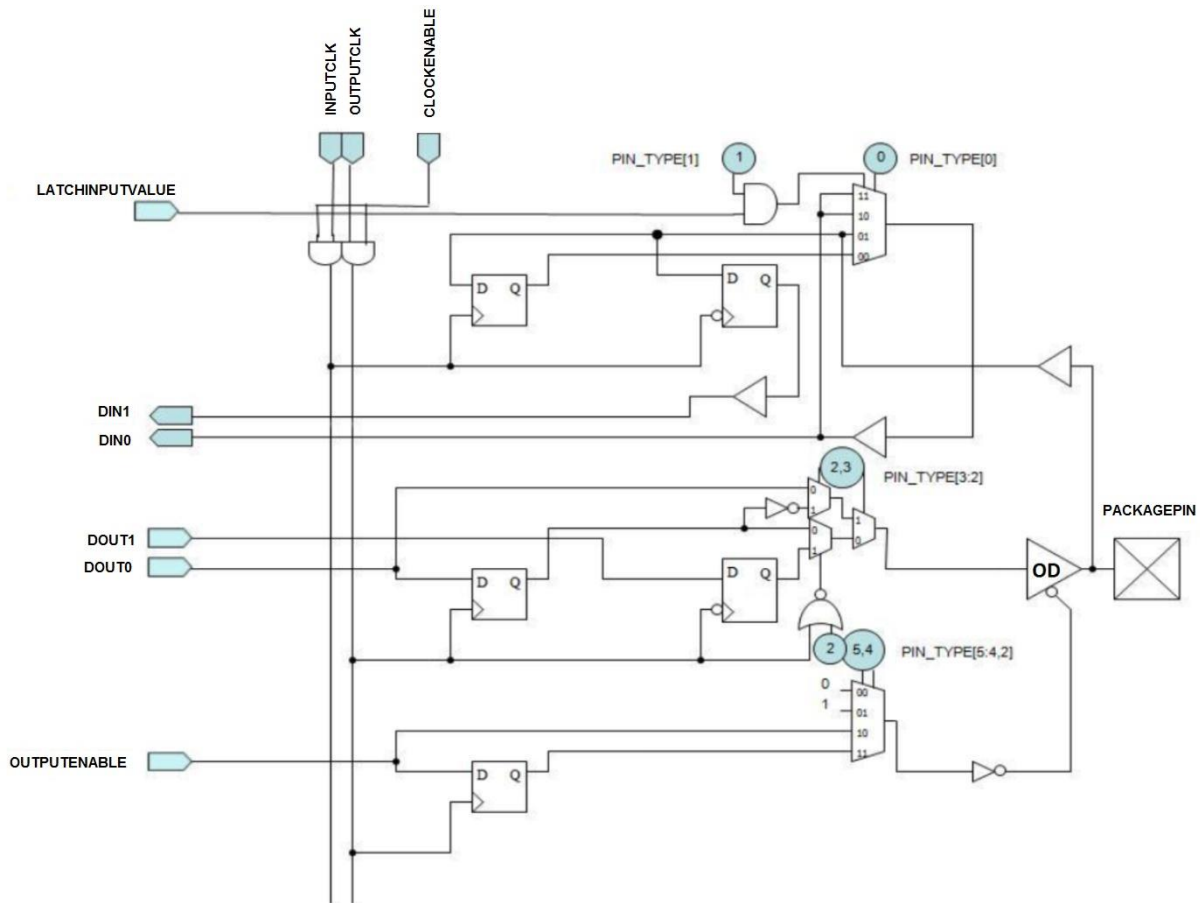 INPUTCLK
OUTPUTCLK
CLOCKENABLE
PIN_TYPE[1]
1
0
PIN_TYPE[0]
LATCHINPUTVALUE
11
10
01
00
D Q
D Q
DIN1
DIN0
2,3
PIN_TYPE[3:2]
0
1
0
1
1
0
PACKAGEPIN
DOUT1
DOUT0
D Q
D Q
OD
2
5,4
PIN_TYPE[5:4,2]
0
1
00
01
10
11
OUTPUTENABLE
D Q